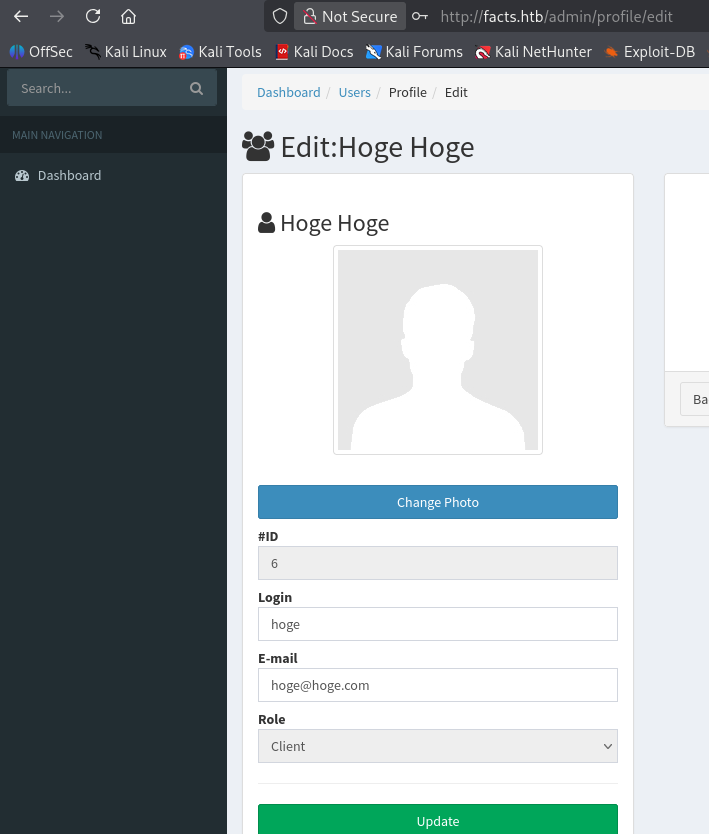 Not Secure http://facts.htb/admin/profile/edit
OffSec Kali Linux Kali Tools Kali Docs Kali Forums Kali NetHunter Exploit-DB
Search...
Dashboard / Users / Profile / Edit
MAIN NAVIGATION
Dashboard
Edit:Hoge Hoge
Hoge Hoge
Change Photo
#ID
6
Login
hoge
E-mail
hoge@hoge.com
Role
Client
Update
Ba